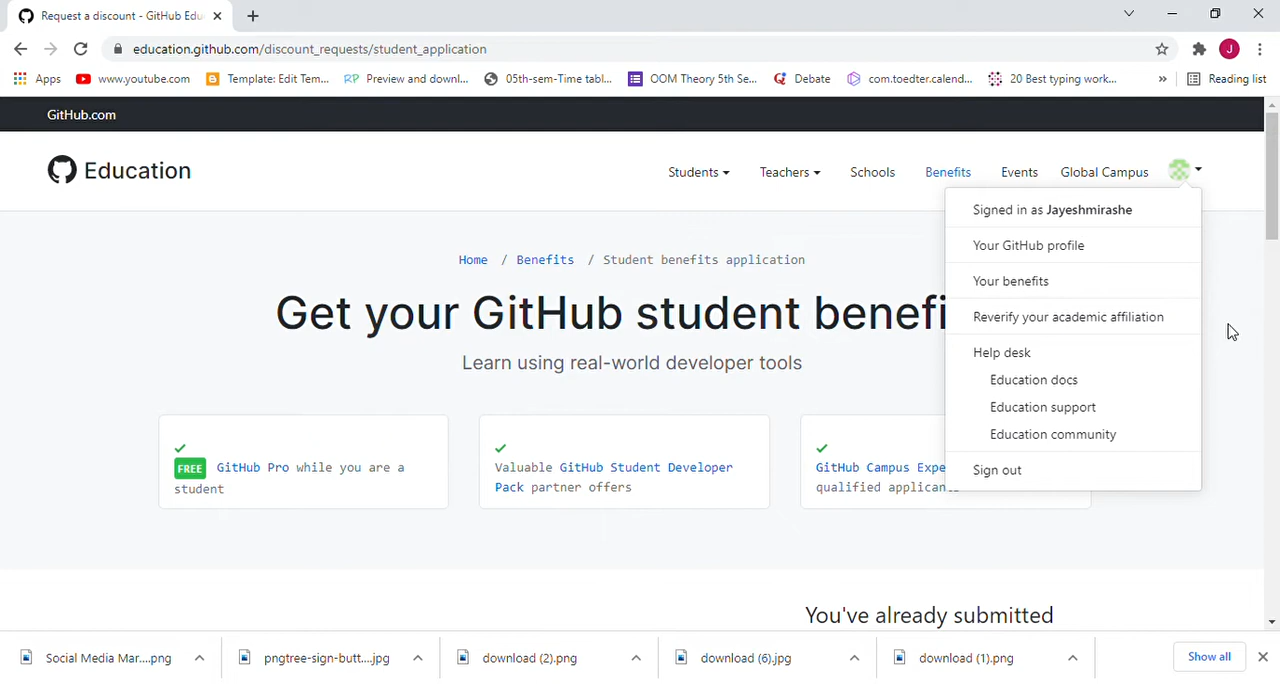 Request a discount - GitHub Edu
education.github.com/discount_requests/student_application
J
Apps www.youtube.com Template: Edit Tem... Preview and downl... 05th-sem-Time tabl... OOM Theory 5th Se... Debate com.toedter.calend... 20 Best typing work... » Reading list
GitHub.com
Education
Students Teachers Schools Benefits Events Global Campus
Signed in as Jayeshmirashe
Your GitHub profile
Your benefits
Reverify your academic affiliation
Help desk
Education docs
Education support
Education community
Sign out
Home / Benefits / Student benefits application
Get your GitHub student benefi
Learn using real-world developer tools
FREE GitHub Pro while you are a
student
Valuable GitHub Student Developer
Pack partner offers
GitHub Campus Expe
qualified applicant
You've already submitted
Social Media Mar....png pngtree-sign-butt....jpg download (2).png download (6).jpg download (1).png Show all